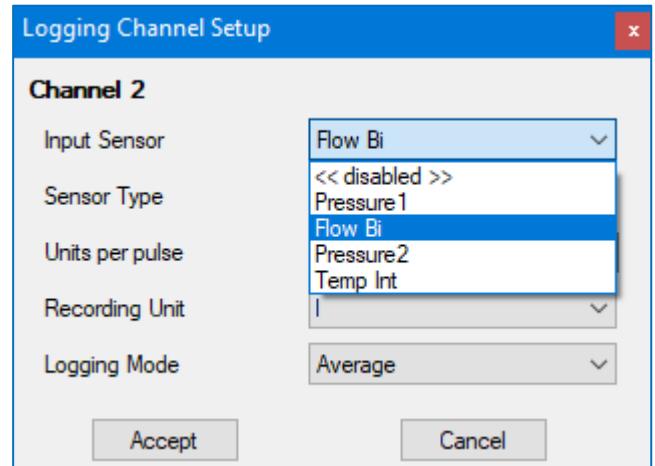 Logging Channel Setup
x
Channel 2
Input Sensor Flow Bi
<< disabled >>
Sensor Type
Pressure1
Flow Bi
Units per pulse
Pressure2
Temp Int
Recording Unit l
Logging Mode Average
Accept Cancel